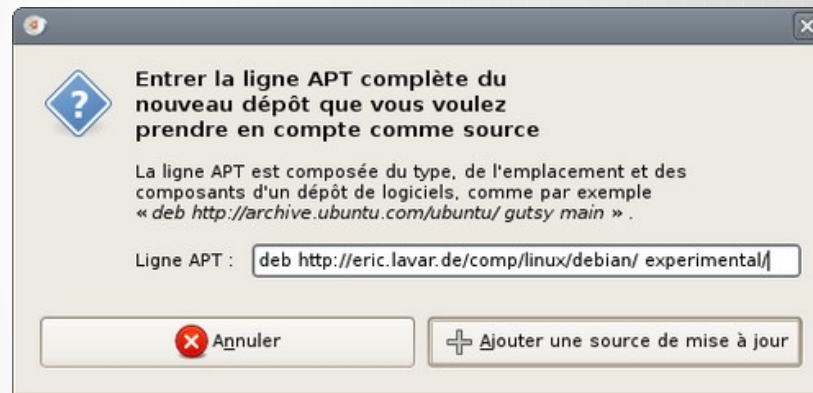 Entrer la ligne APT complète du
nouveau dépôt que vous voulez
prendre en compte comme source
La ligne APT est composée du type, de l'emplacement et des
composants d'un dépôt de logiciels, comme par exemple
« deb http://archive.ubuntu.com/ubuntu/ gutsy main » .
Ligne APT : deb http://eric.lavar.de/comp/linux/debian/ experimental/
Annuler
Ajouter une source de mise à jour